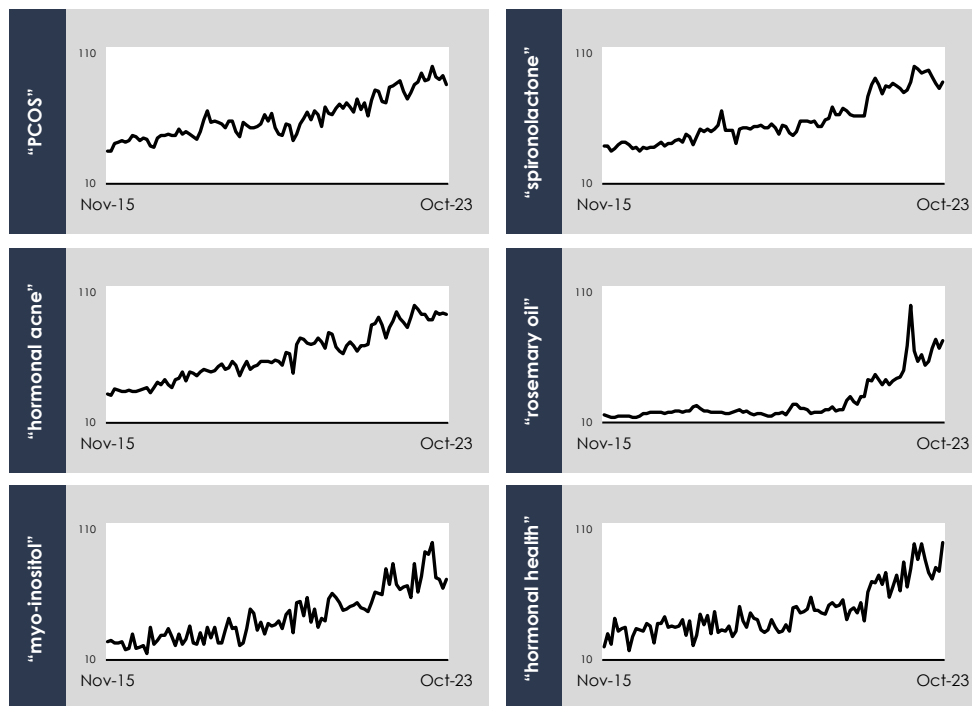 “PCOS”
110
10
Nov-15
Oct-23
“spironolactone”
110
10
Nov-15
Oct-23
“hormonal acne”
110
10
Nov-15
Oct-23
“rosemary oil”
110
10
Nov-15
Oct-23
“myo-inositol”
110
10
Nov-15
Oct-23
“hormonal health”
110
10
Nov-15
Oct-23